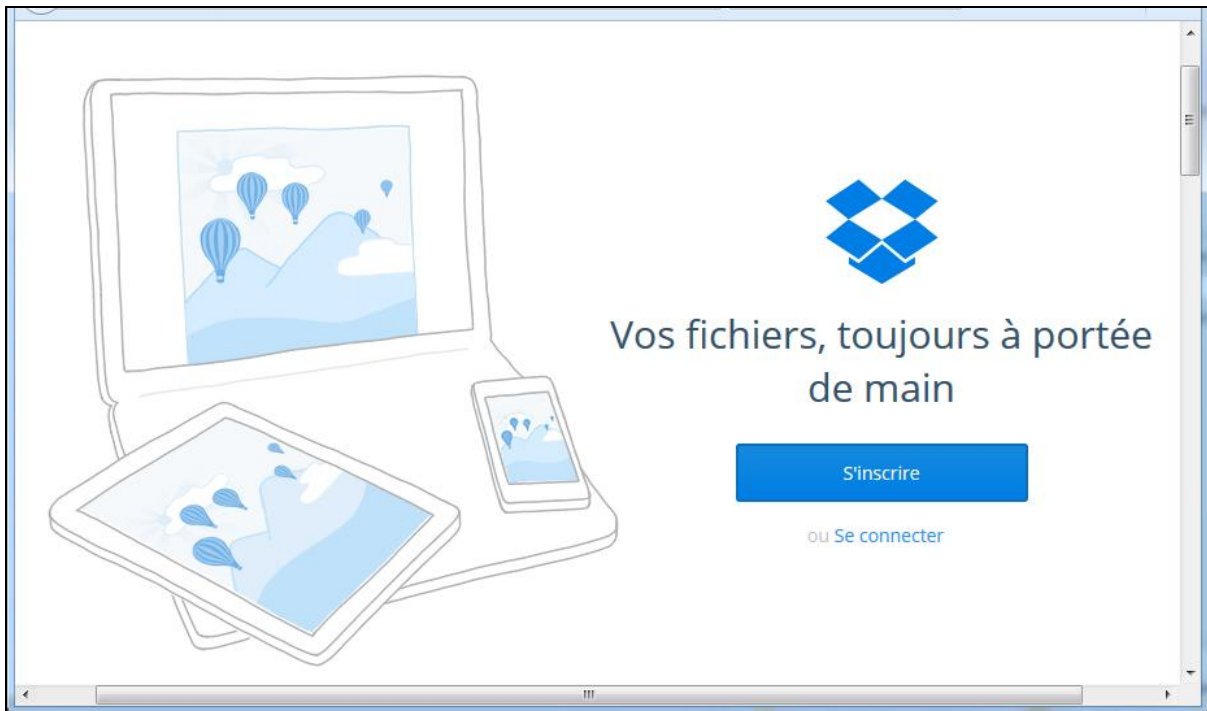 Vos fichiers, toujours à portée
de main
S'inscrire
ou Se connecter